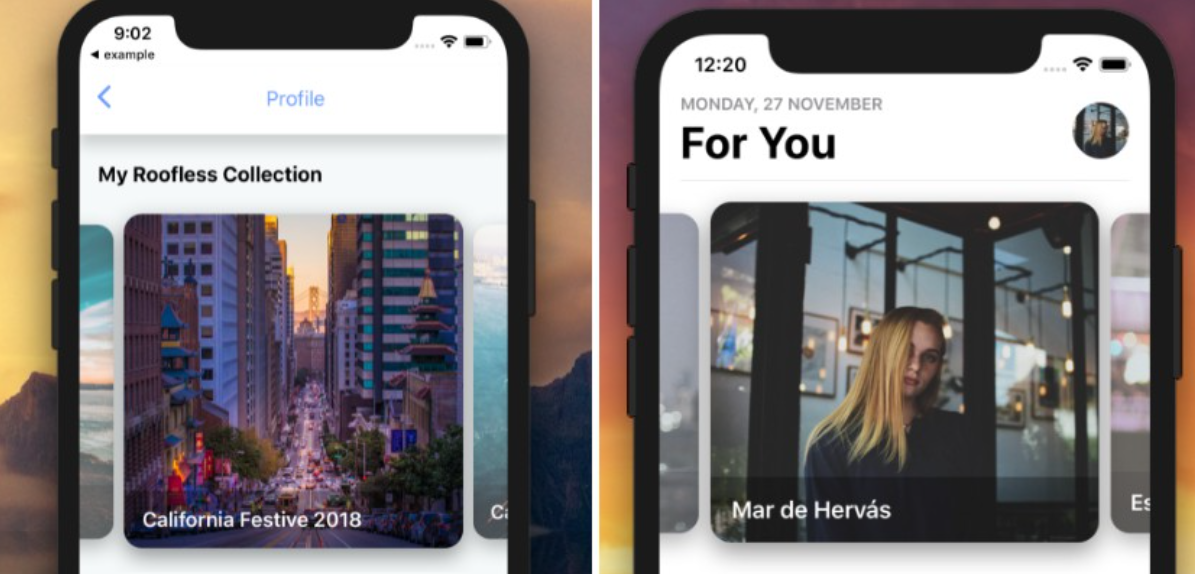 9:02
◀ example
Profile
My Roofless Collection
California Festive 2018
Ca
12:20
MONDAY, 27 NOVEMBER
For You
Mar de Hervás
Es